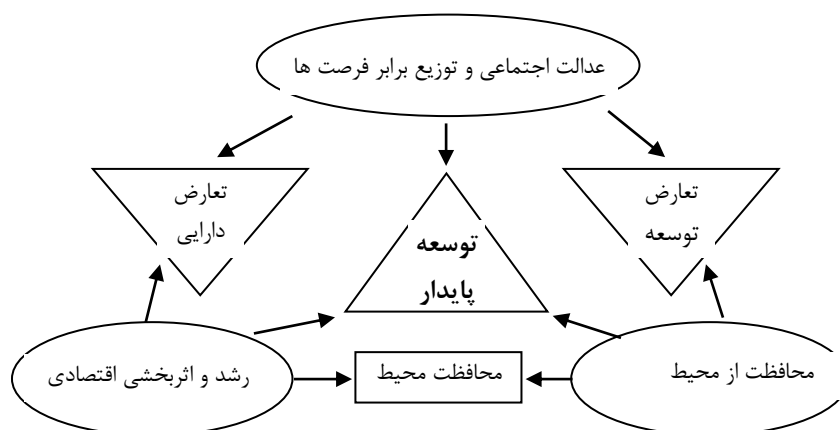 عدالت اجتماعی و توزیع برابر فرصت ها
تعارض
توسعه
توسعه
پایدار
تعارض
دارایی
محافظت از محیط
محافظت محیط
رشد و اثربخشی اقتصادی